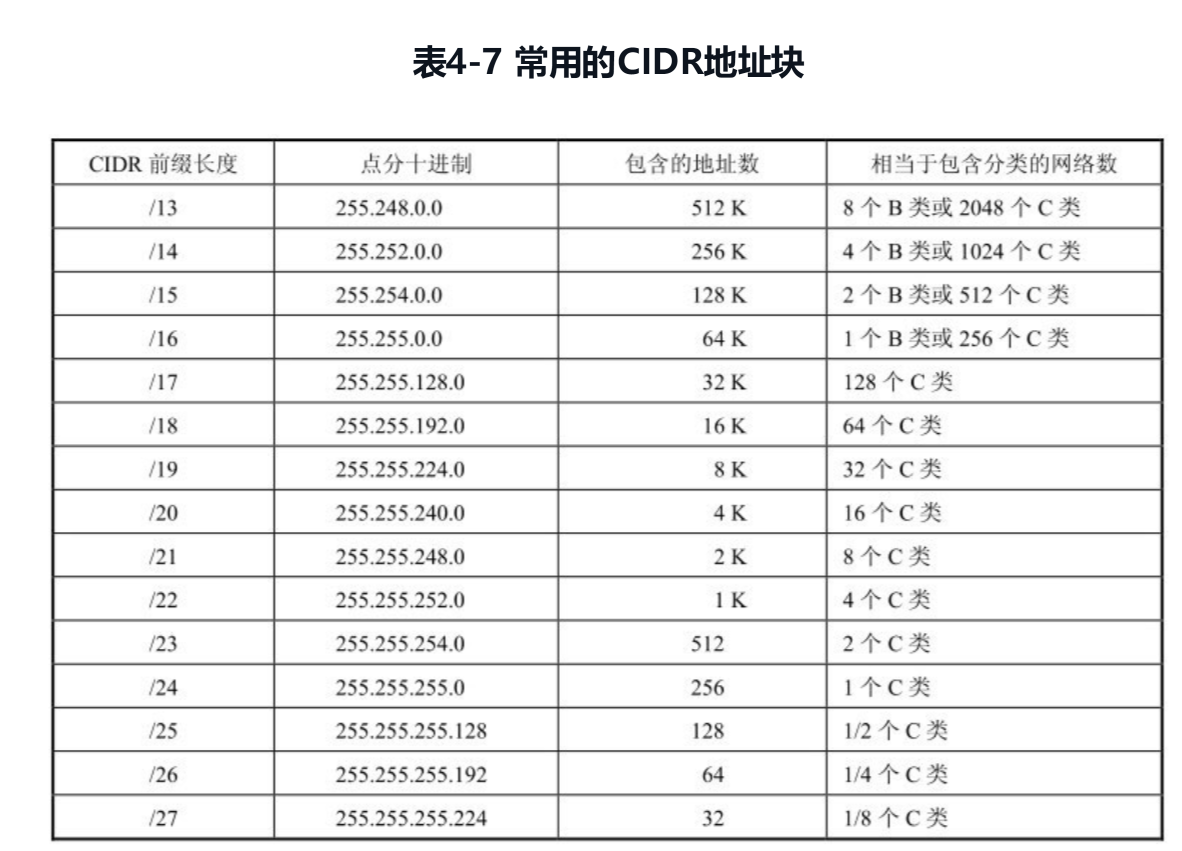 表4-7 常用的CIDR地址块
CIDR 前缀长度 点分十进制 包含的地址数 相当于包含分类的网络数
/13 255.248.0.0 512 K 8 个 B 类或 2048 个 C 类
/14 255.252.0.0 256 K 4 个 B 类或 1024 个 C 类
/15 255.254.0.0 128 K 2 个 B 类或 512 个 C 类
/16 255.255.0.0 64 K 1 个 B 类或 256 个 C 类
/17 255.255.128.0 32 K 128 个 C 类
/18 255.255.192.0 16 K 64 个 C 类
/19 255.255.224.0 8 K 32 个 C 类
/20 255.255.240.0 4 K 16 个 C 类
/21 255.255.248.0 2 K 8 个 C 类
/22 255.255.252.0 1 K 4 个 C 类
/23 255.255.254.0 512 2 个 C 类
/24 255.255.255.0 256 1 个 C 类
/25 255.255.255.128 128 1/2 个 C 类
/26 255.255.255.192 64 1/4 个 C 类
/27 255.255.255.224 32 1/8 个 C 类